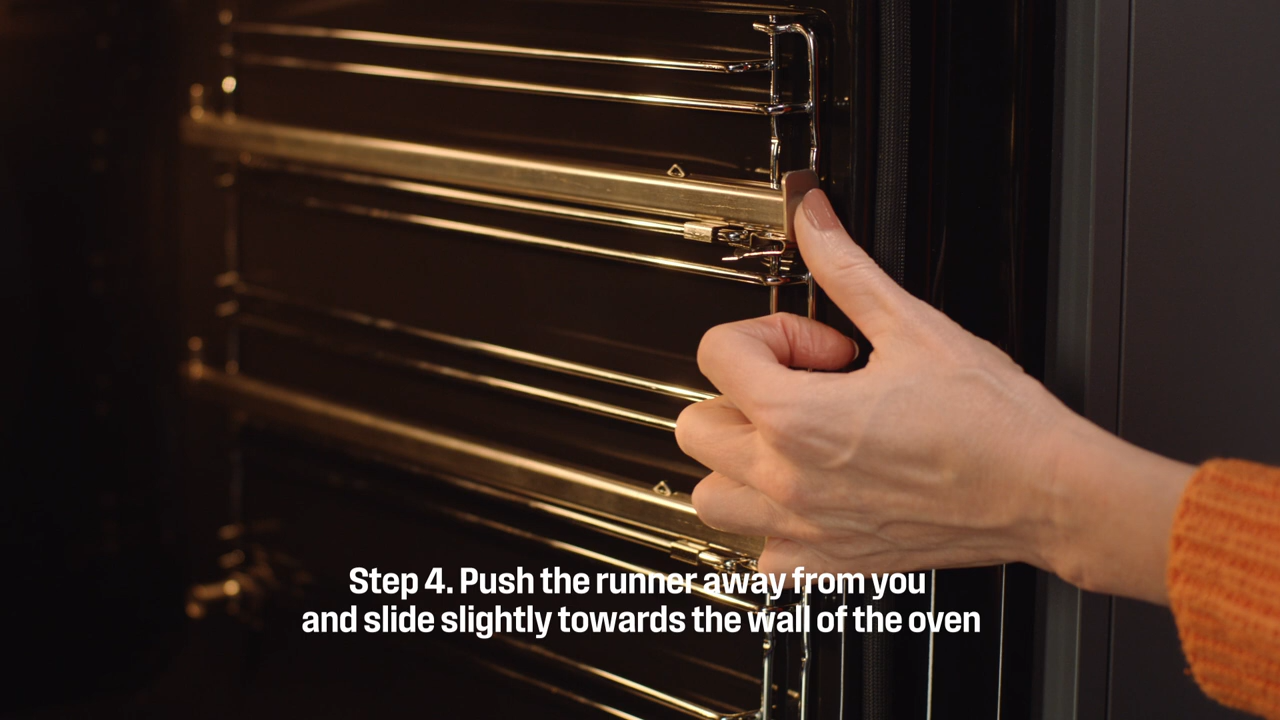 Step 4. Push the runner away from you
and slide slightly towards the wall of the oven